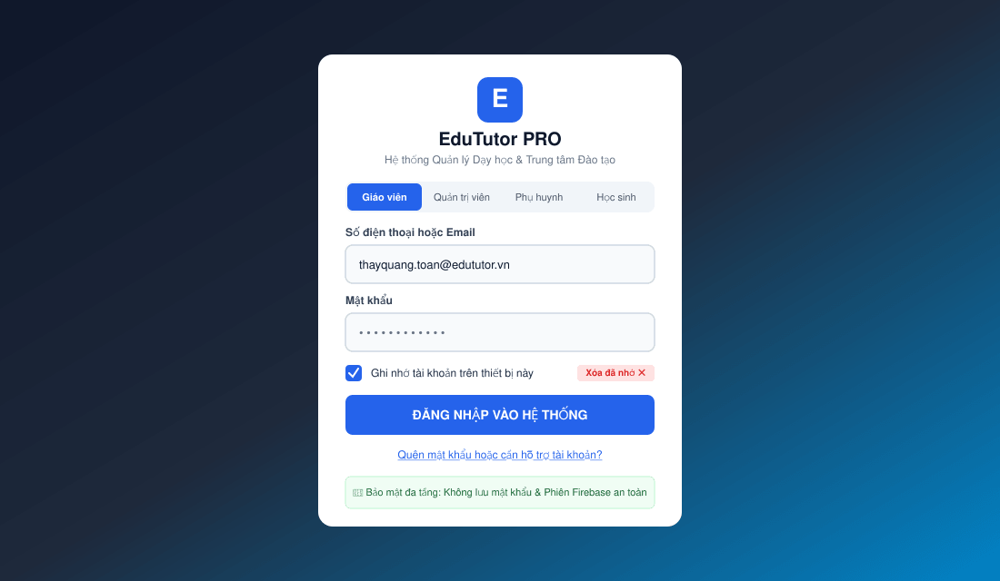 E
EduTutor PRO
Hệ thống Quản lý Dạy học & Trung tâm Đào tạo
Giáo viên Quản trị viên Phụ huynh Học sinh
Số điện thoại hoặc Email
thayquang.toan@edututor.vn
Mật khẩu
••••••••••••
Ghi nhớ tài khoản trên thiết bị này Xóa đã nhớ ✕
ĐĂNG NHẬP VÀO HỆ THỐNG
Quên mật khẩu hoặc cần hỗ trợ tài khoản?
Bảo mật đa tầng: Không lưu mật khẩu & Phiên Firebase an toàn